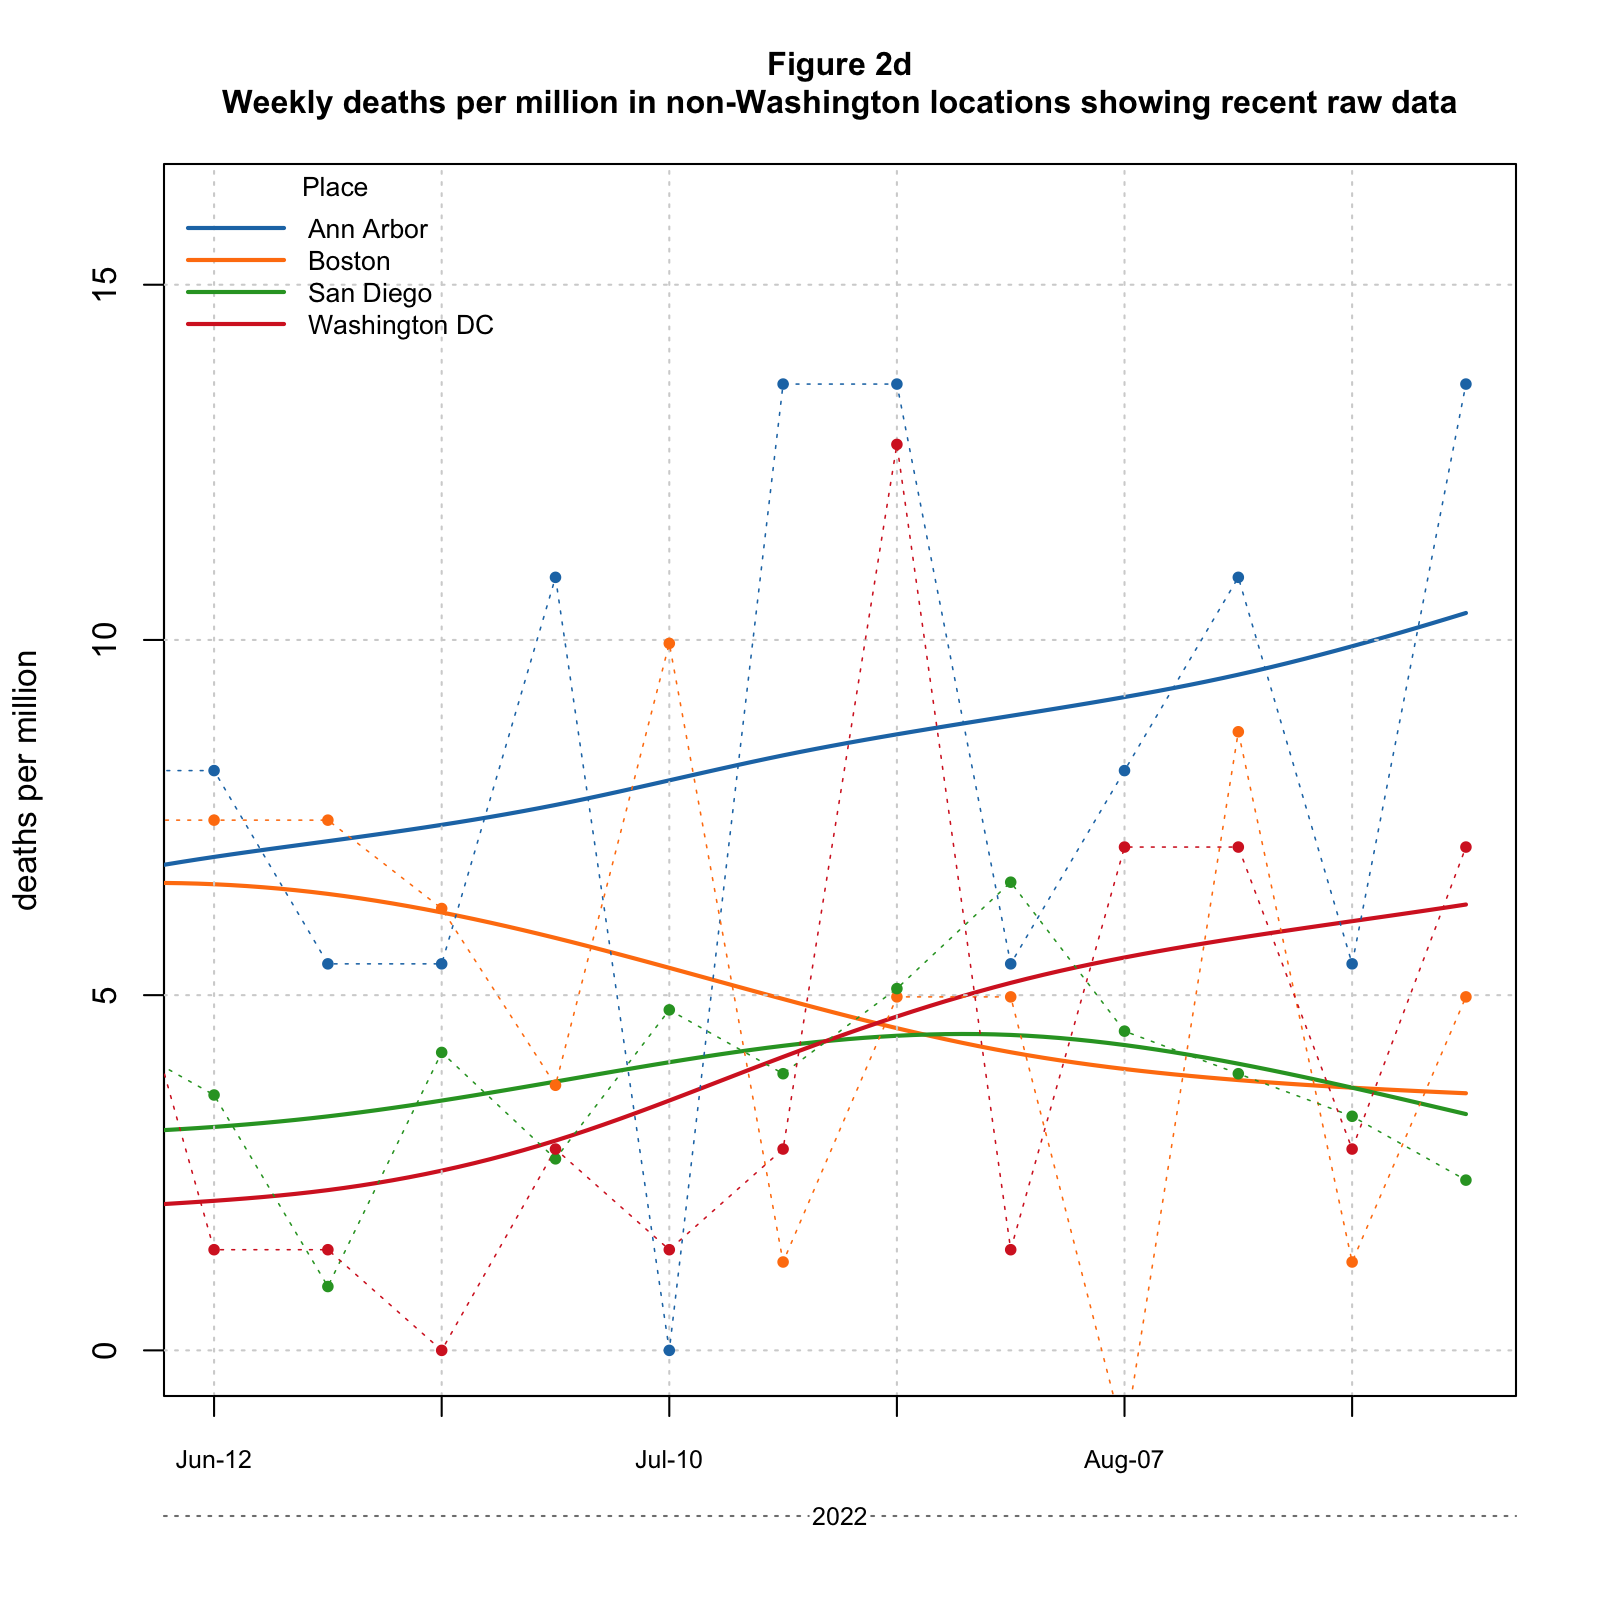 Figure 2d
Weekly deaths per million in non-Washington locations showing recent raw data
Place
Ann Arbor
Boston
San Diego
Washington DC
deaths per million
15
10
5
0
Jun-12
Jul-10
Aug-07
2022